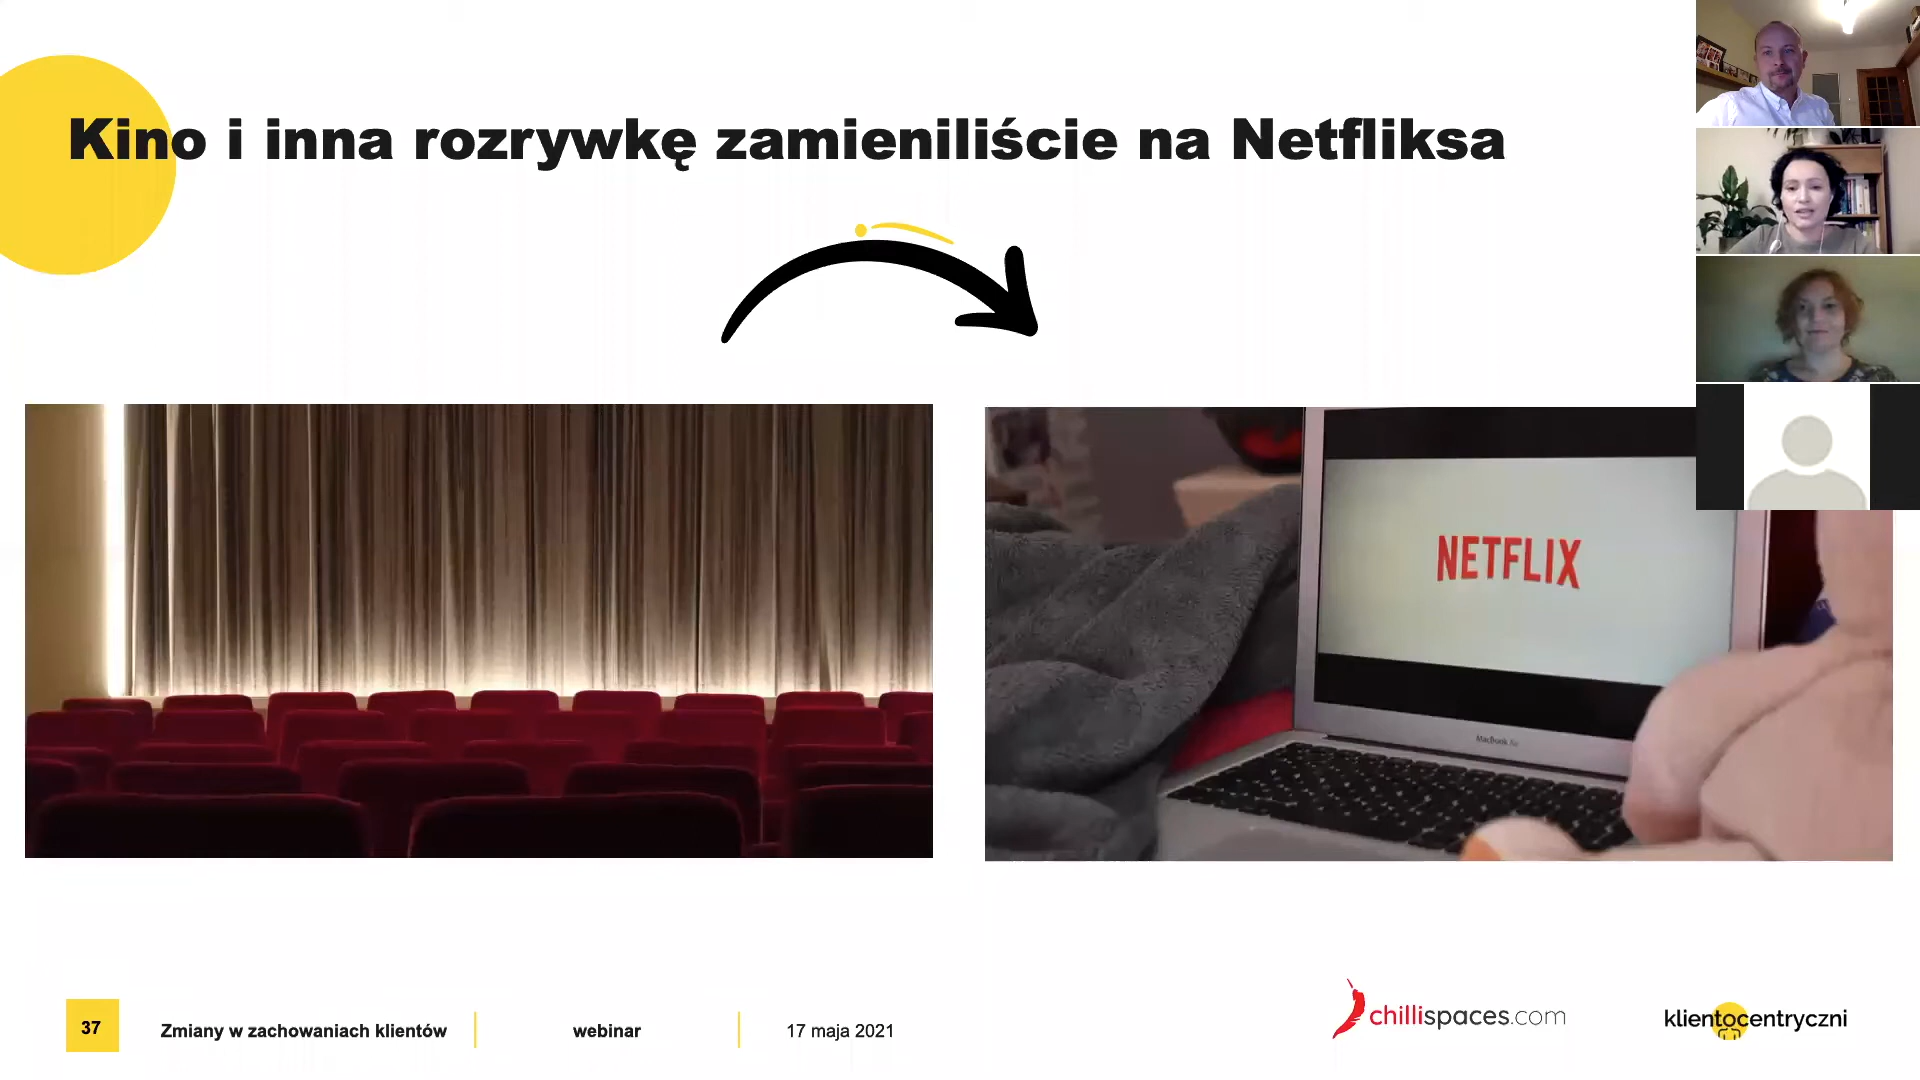 Kino i inna rozrywkę zamieniliście na Netfliksa
NETFLIX
MacBook Air
37
Zmiany w zachowaniach klientów
webinar
17 maja 2021
chillispaces.com
klientocentryczni